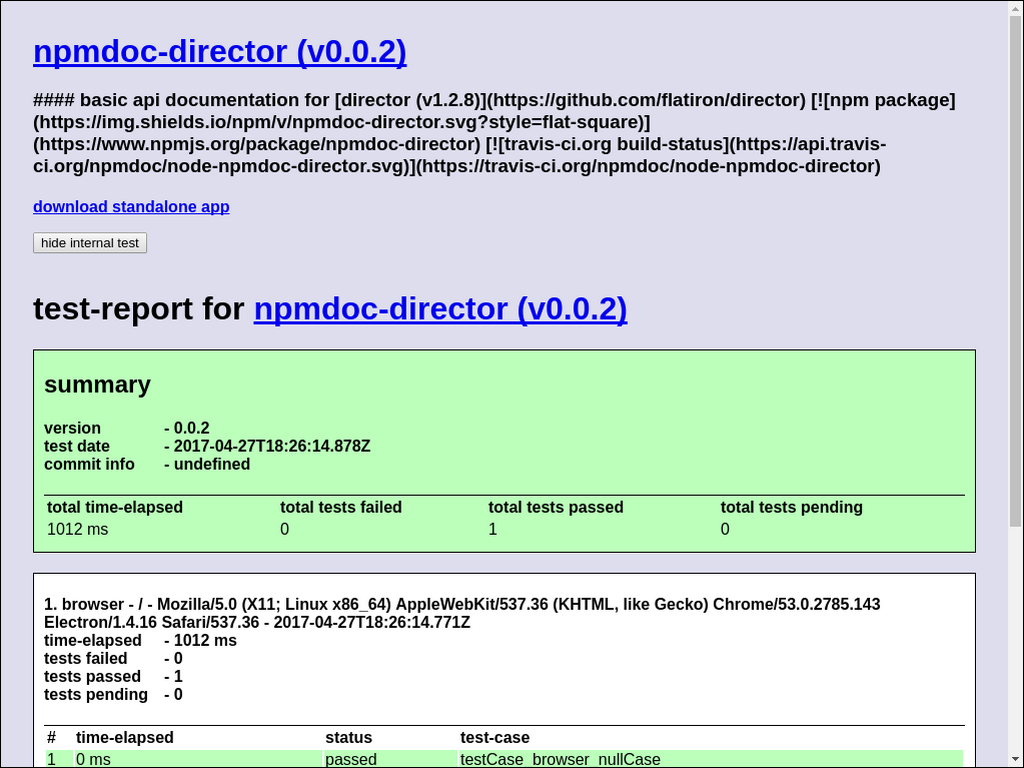 npmdoc-director (v0.0.2)
#### basic api documentation for [director (v1.2.8)](https://github.com/flatiron/director) [![npm package]
(https://img.shields.io/npm/v/npmdoc-director.svg?style=flat-square)]
(https://www.npmjs.org/package/npmdoc-director) [![travis-ci.org build-status](https://api.travis-
ci.org/npmdoc/node-npmdoc-director.svg)](https://travis-ci.org/npmdoc/node-npmdoc-director)
download standalone app
hide internal test
test-report for npmdoc-director (v0.0.2)
summary
version - 0.0.2
test date - 2017-04-27T18:26:14.878Z
commit info - undefined
total time-elapsed total tests failed total tests passed total tests pending
1012 ms 0 1 0
1. browser - / - Mozilla/5.0 (X11; Linux x86_64) AppleWebKit/537.36 (KHTML, like Gecko) Chrome/53.0.2785.143
Electron/1.4.16 Safari/537.36 - 2017-04-27T18:26:14.771Z
time-elapsed - 1012 ms
tests failed - 0
tests passed - 1
tests pending - 0
# time-elapsed status test-case
1 0 ms passed testCase_browser_nullCase